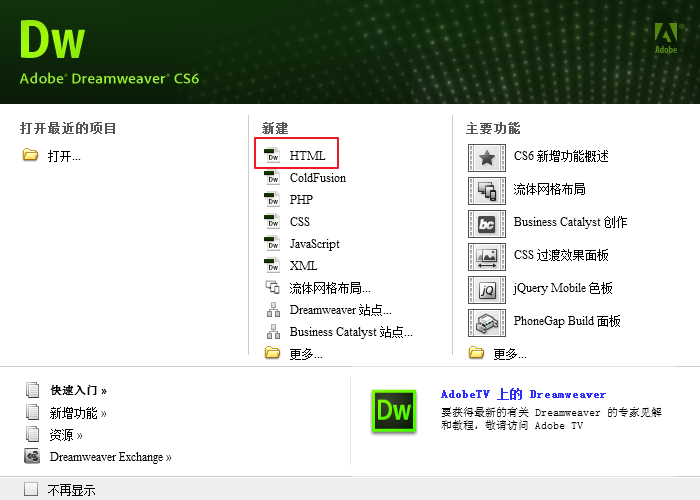 Dw
Adobe® Dreamweaver® CS6
Adobe
打开最近的项目
打开...
新建
HTML
ColdFusion
PHP
CSS
JavaScript
XML
流体网格布局...
Dreamweaver 站点...
Business Catalyst 站点...
更多...
主要功能
CS6 新增功能概述
流体网格布局
Business Catalyst 创作
CSS 过渡效果面板
jQuery Mobile 色板
PhoneGap Build 面板
更多...
快速入门 »
新增功能 »
资源 »
Dreamweaver Exchange »
Dw
AdobeTV 上的 Dreamweaver
要获得最新的有关 Dreamweaver 的专家见解
和教程，敬请访问 Adobe TV
不再显示